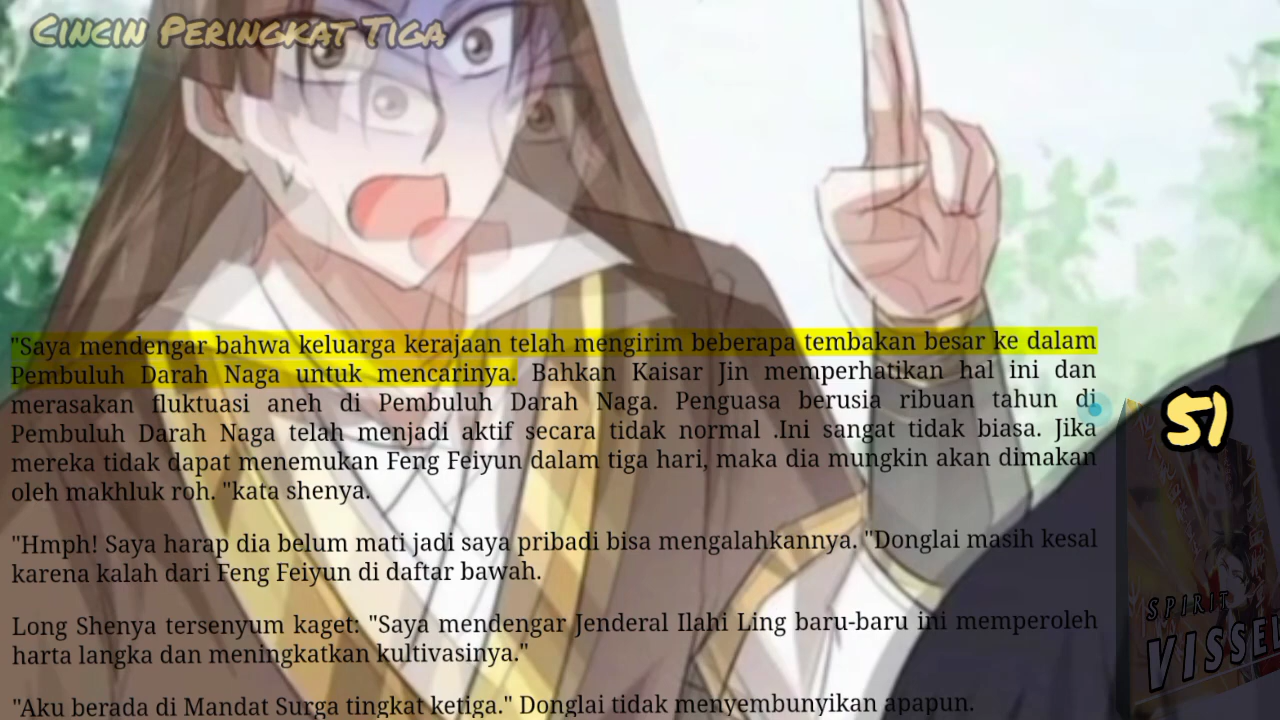 Cincin Peringkat Tiga
"Saya mendengar bahwa keluarga kerajaan telah mengirim beberapa tembakan besar ke dalam
Pembuluh Darah Naga untuk mencarinya. Bahkan Kaisar Jin memperhatikan hal ini dan
merasakan fluktuasi aneh di Pembuluh Darah Naga. Penguasa berusia ribuan tahun di
Pembuluh Darah Naga telah menjadi aktif secara tidak normal .Ini sangat tidak biasa. Jika
mereka tidak dapat menemukan Feng Feiyun dalam tiga hari, maka dia mungkin akan dimakan
oleh makhluk roh. "kata shenya.
"Hmph! Saya harap dia belum mati jadi saya pribadi bisa mengalahkannya. "Donglai masih kesal
karena kalah dari Feng Feiyun di daftar bawah.
Long Shenya tersenyum kaget: "Saya mendengar Jenderal Ilahi Ling baru-baru ini memperoleh
harta langka dan meningkatkan kultivasinya."
"Aku berada di Mandat Surga tingkat ketiga." Donglai tidak menyembunyikan apapun.
51
SPIRIT
VISSEL